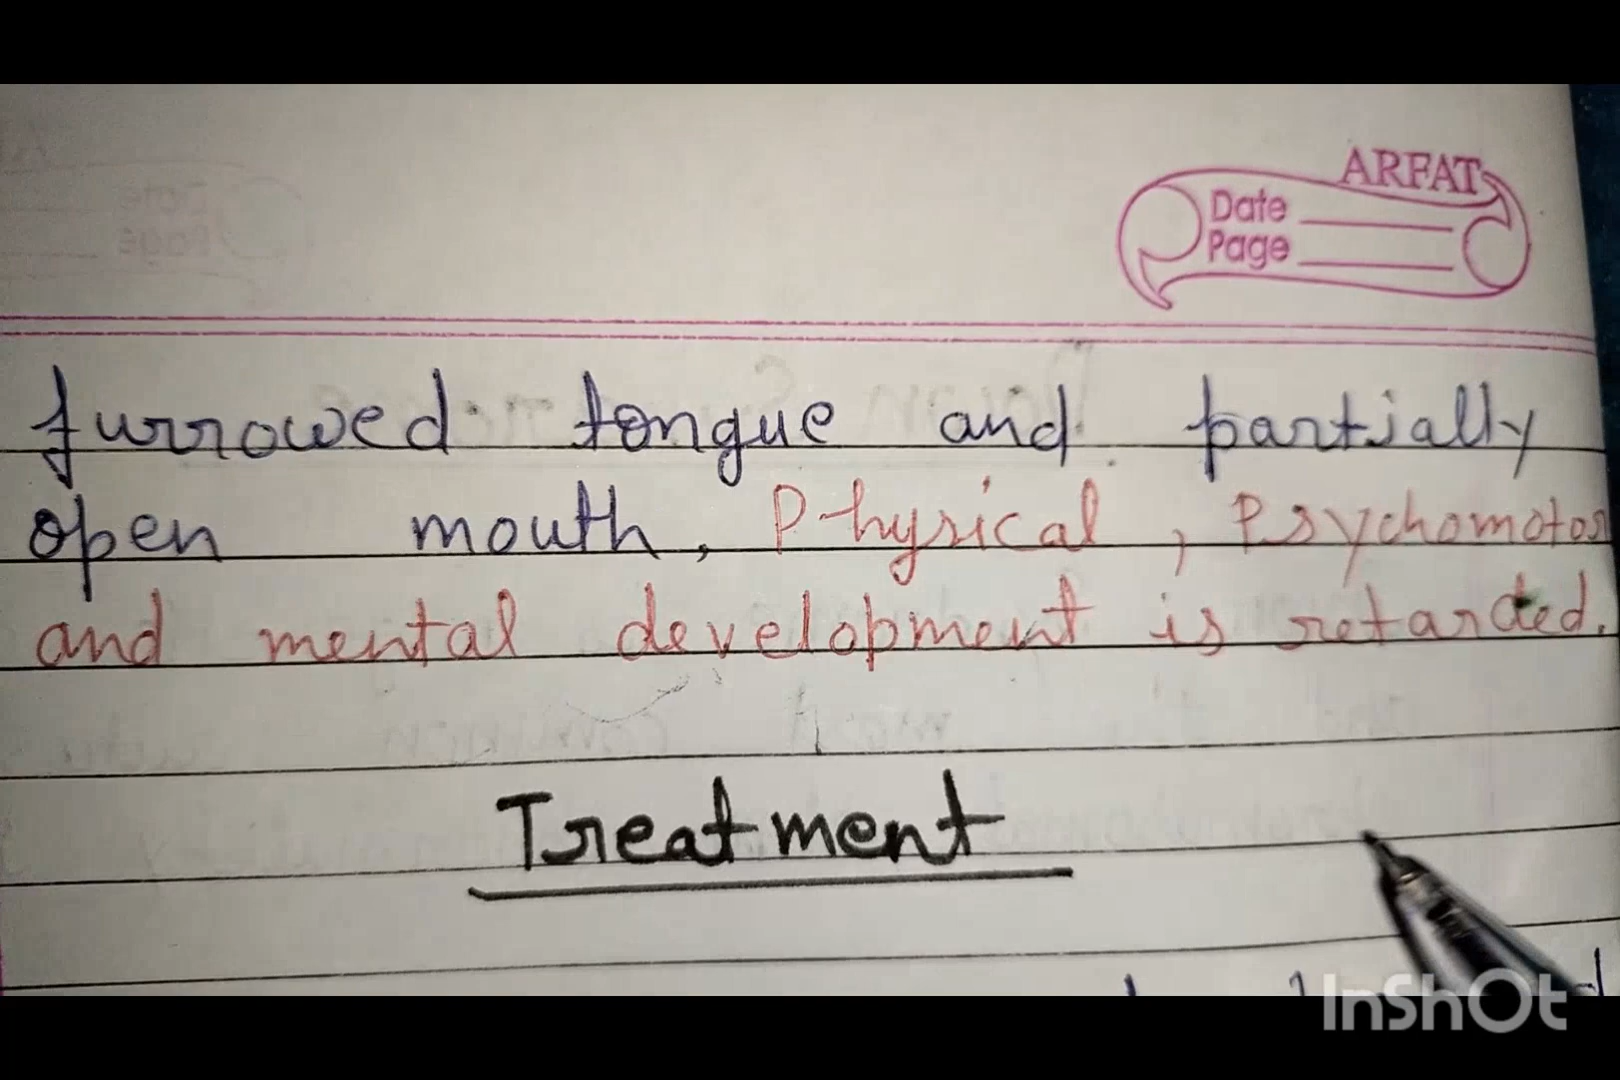 ARFAT
Date
Page
furrowed tongue and partially
open mouth, Physical, Psychomotor
and mental development is retarded.
Treatment
InShOt